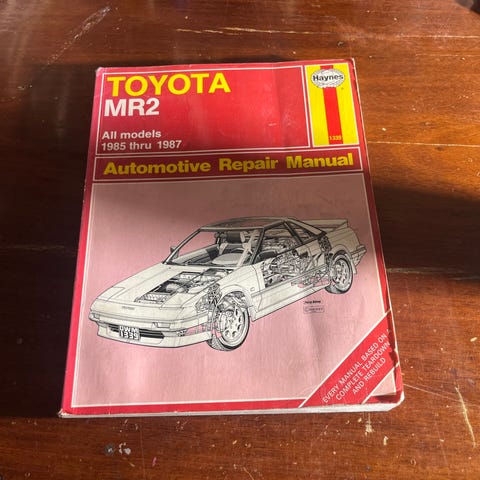 TOYOTA
MR2
All models
1985 thru 1987
Haynes
1339
Automotive Repair Manual
OWM
1339
EVERY MANUAL BASED ON A
COMPLETE TEARDOWN
AND REBUILD